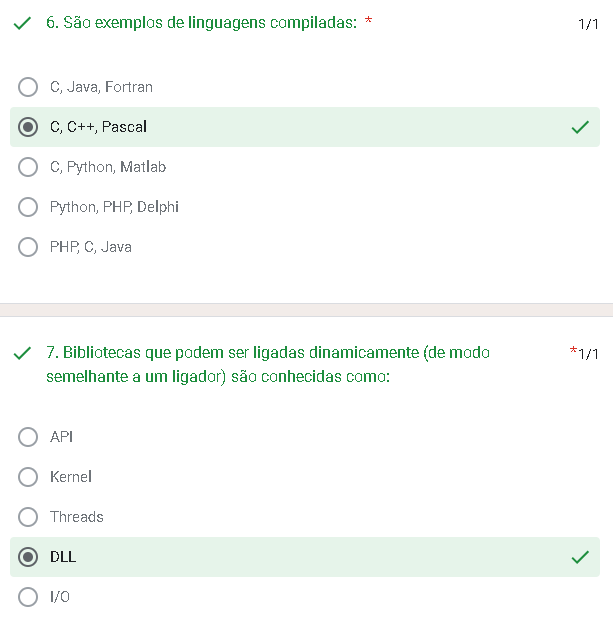 6. São exemplos de linguagens compiladas: *
1/1
C, Java, Fortran
C, C++, Pascal
C, Python, Matlab
Python, PHP, Delphi
PHP, C, Java
7. Bibliotecas que podem ser ligadas dinamicamente (de modo
*1/1
semelhante a um ligador) são conhecidas como:
API
Kernel
Threads
DLL
I/O